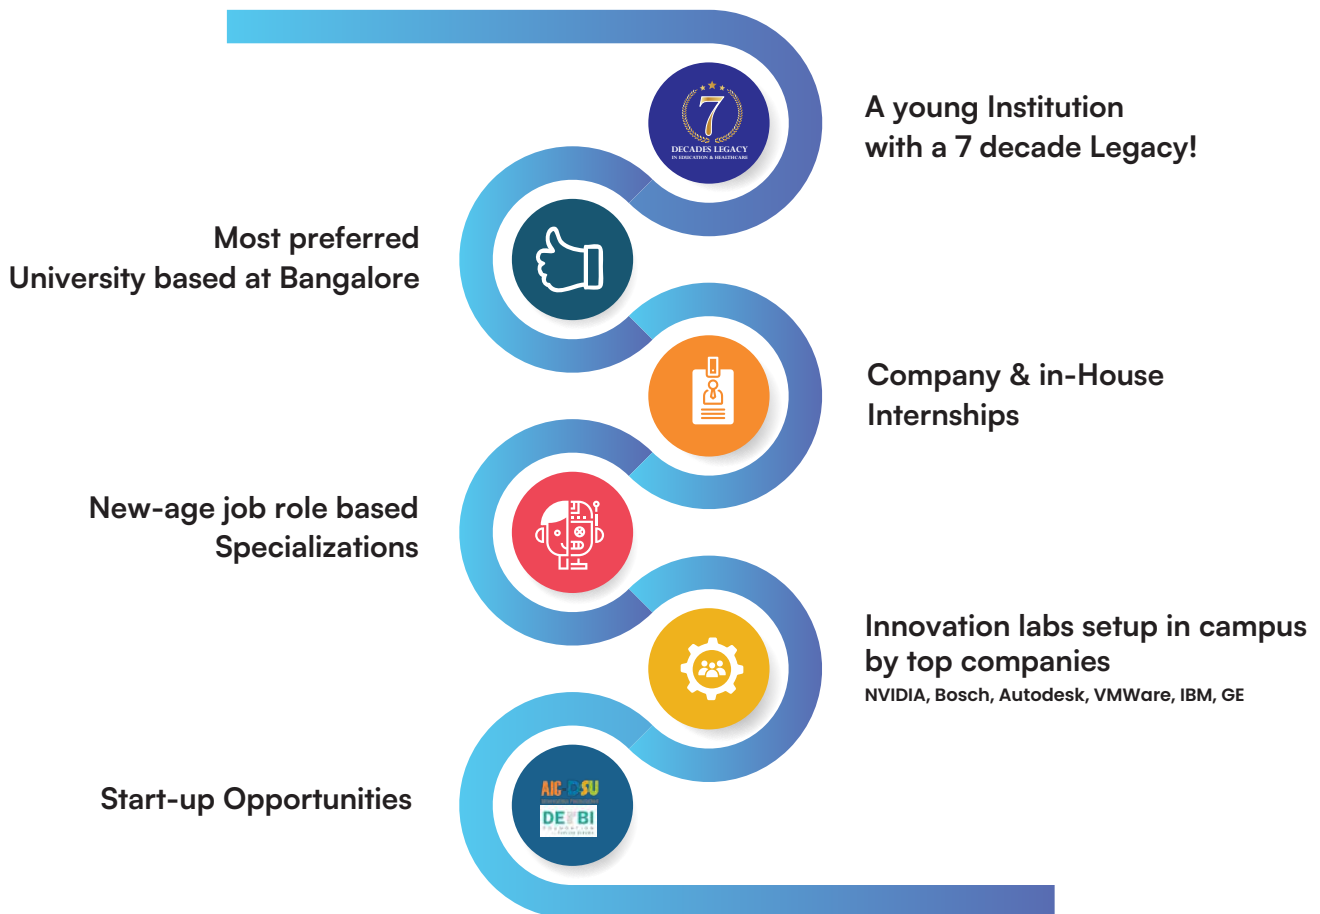 7
DECADES LEGACY
IN EDUCATION & HEALTHCARE
A young Institution
with a 7 decade Legacy!
Most preferred
University based at Bangalore
Company & in-House
Internships
New-age job role based
Specializations
Innovation labs setup in campus
by top companies
NVIDIA, Bosch, Autodesk, VMWare, IBM, GE
Start-up Opportunities
AIC DSU
DERBI
FOUNDATION